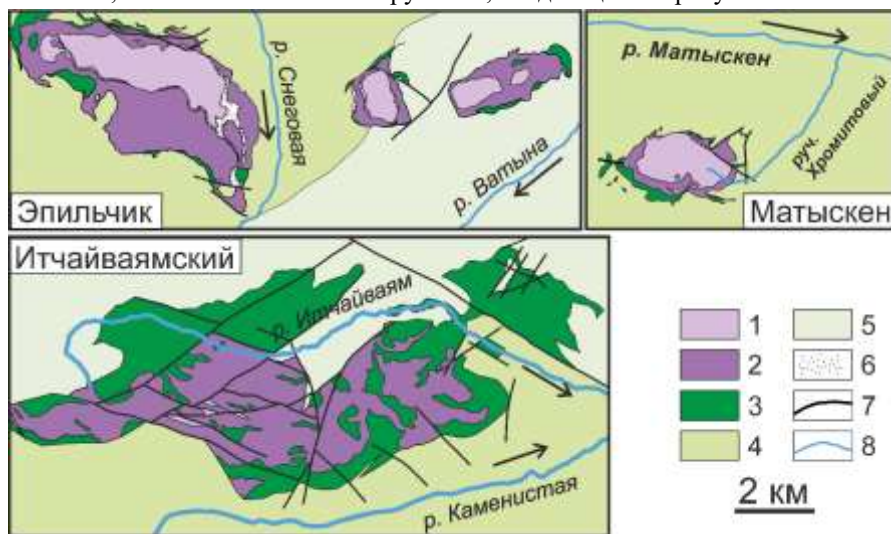 р. Снеговая
р. Ватына
Эпильчик
р. Матыскен
руч. Хромитовый
Матыскен
Итчайваямский
р. Итчайваям
р. Каменистая
1
2
3
4
5
6
7
8
2 км